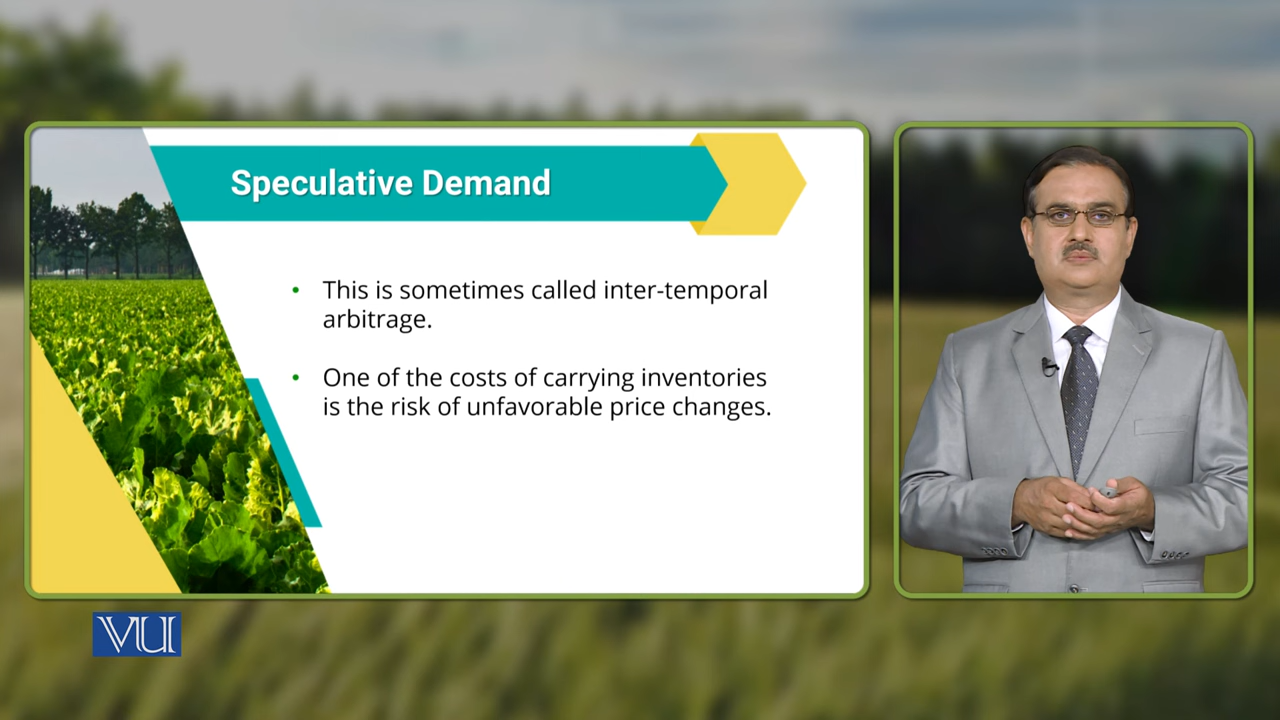 Speculative Demand
• This is sometimes called inter-temporal
arbitrage.
• One of the costs of carrying inventories
is the risk of unfavorable price changes.
VU